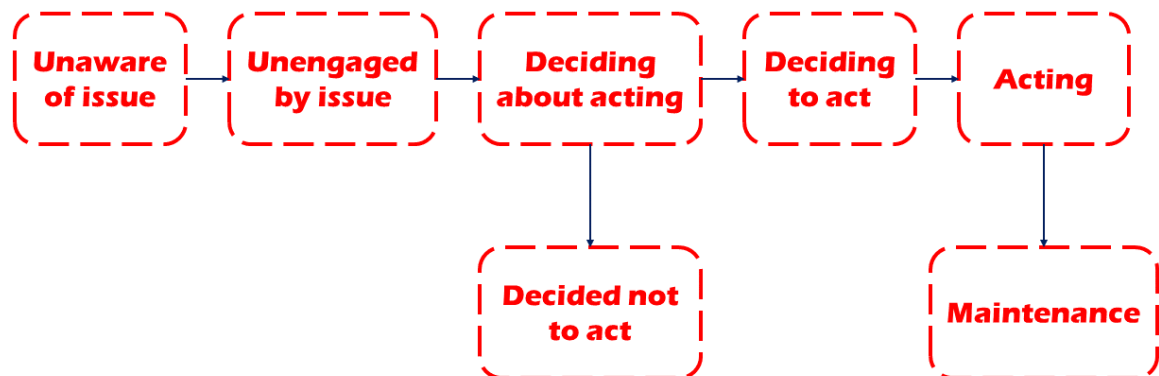 Unaware
of issue
Unengaged
by issue
Deciding
about acting
Deciding
to act
Acting
Decided not
to act
Maintenance